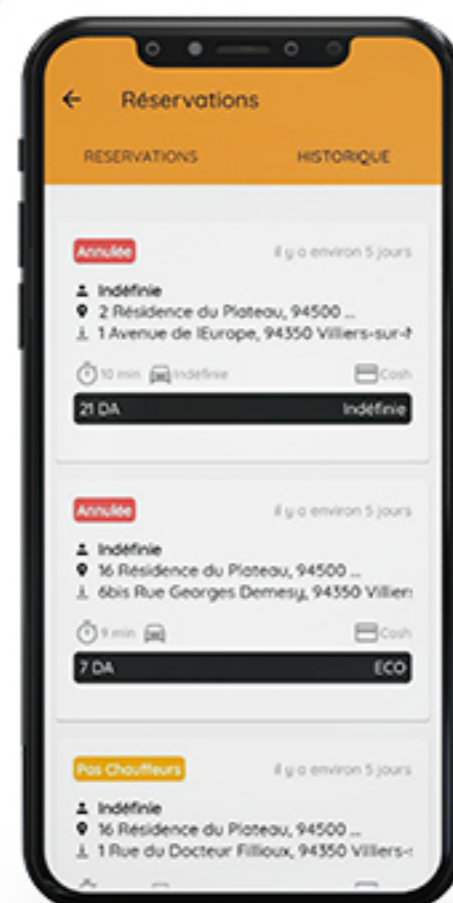 Réservations
RESERVATIONS HISTORIQUE
Annulée il y a environ 5 jours
Indéfinie
2 Résidence du Plateau, 94500 ...
1 Avenue de lEurope, 94350 Villiers-sur-M
10 min Indéfinie Cash
21 DA Indéfinie
Annulée il y a environ 5 jours
Indéfinie
16 Résidence du Plateau, 94500 ...
6bis Rue Georges Demesy, 94350 Villiers
9 min Cash
7 DA ECO
Pas Chauffeurs il y a environ 5 jours
Indéfinie
16 Résidence du Plateau, 94500 ...
1 Rue du Docteur Fillioux, 94350 Villiers-s